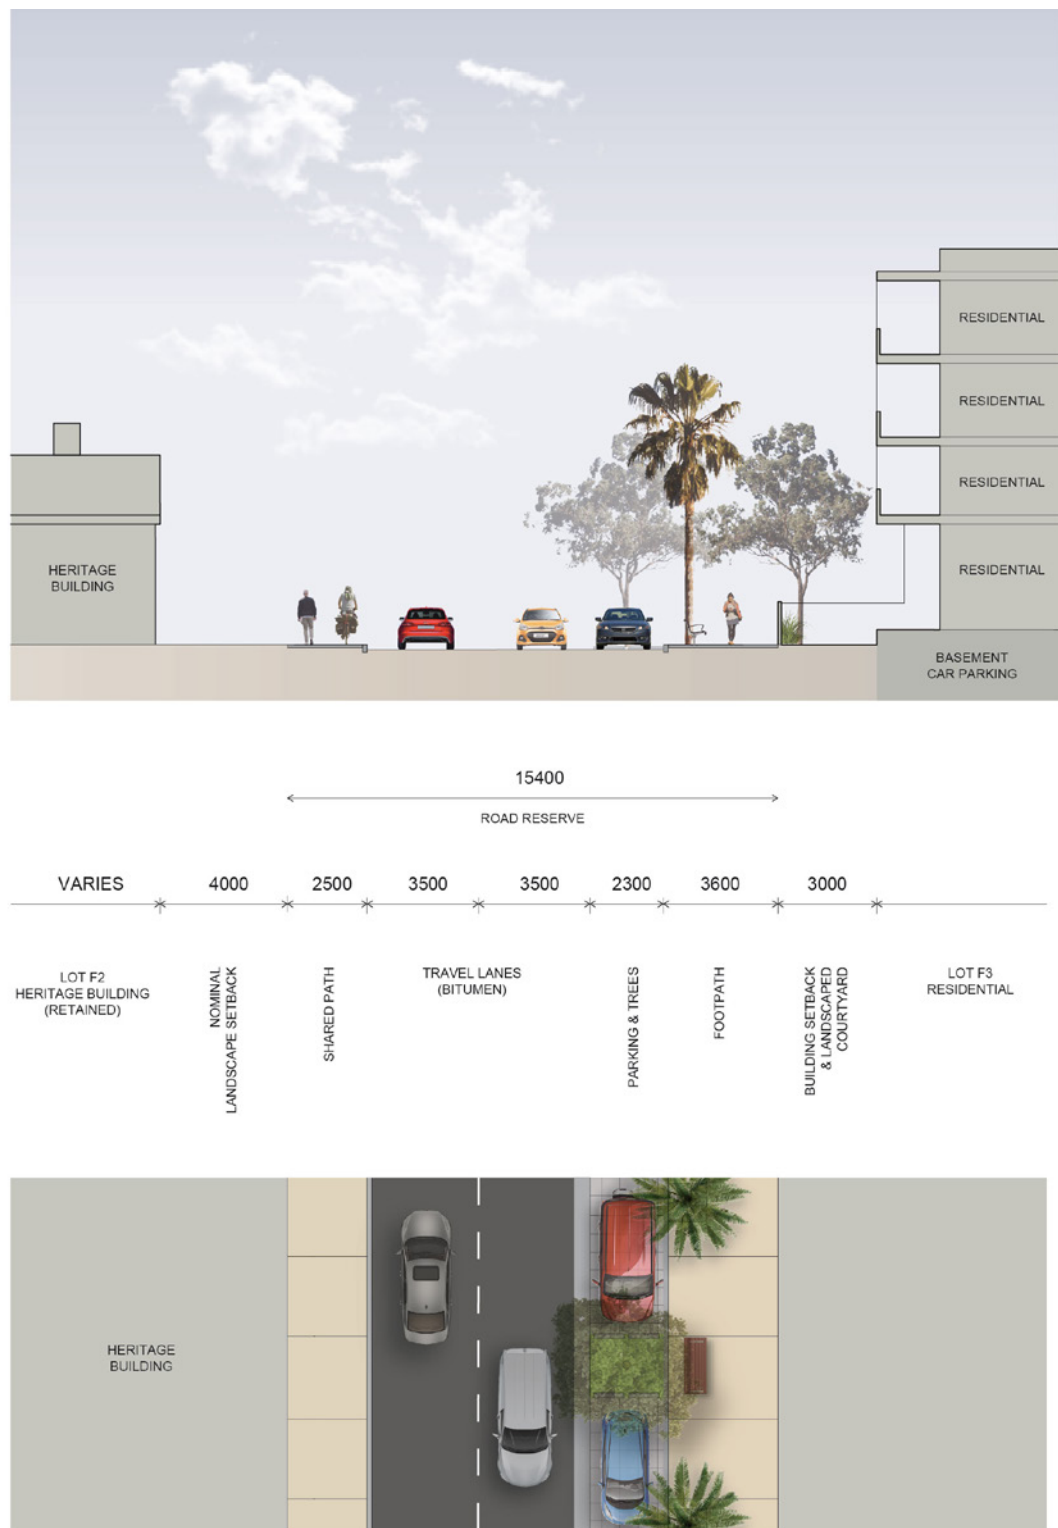 RESIDENTIAL
RESIDENTIAL
RESIDENTIAL
HERITAGE
BUILDING
RESIDENTIAL
BASEMENT
CAR PARKING
15400
ROAD RESERVE
VARIES
4000
2500
3500
3500
2300
3600
3000
LOT F2
HERITAGE BUILDING
(RETAINED)
NOMINAL
LANDSCAPE SETBACK
SHARED PATH
TRAVEL LANES
(BITUMEN)
PARKING & TREES
FOOTPATH
BUILDING SETBACK
& LANDSCAPED
COURTYARD
LOT F3
RESIDENTIAL
HERITAGE
BUILDING